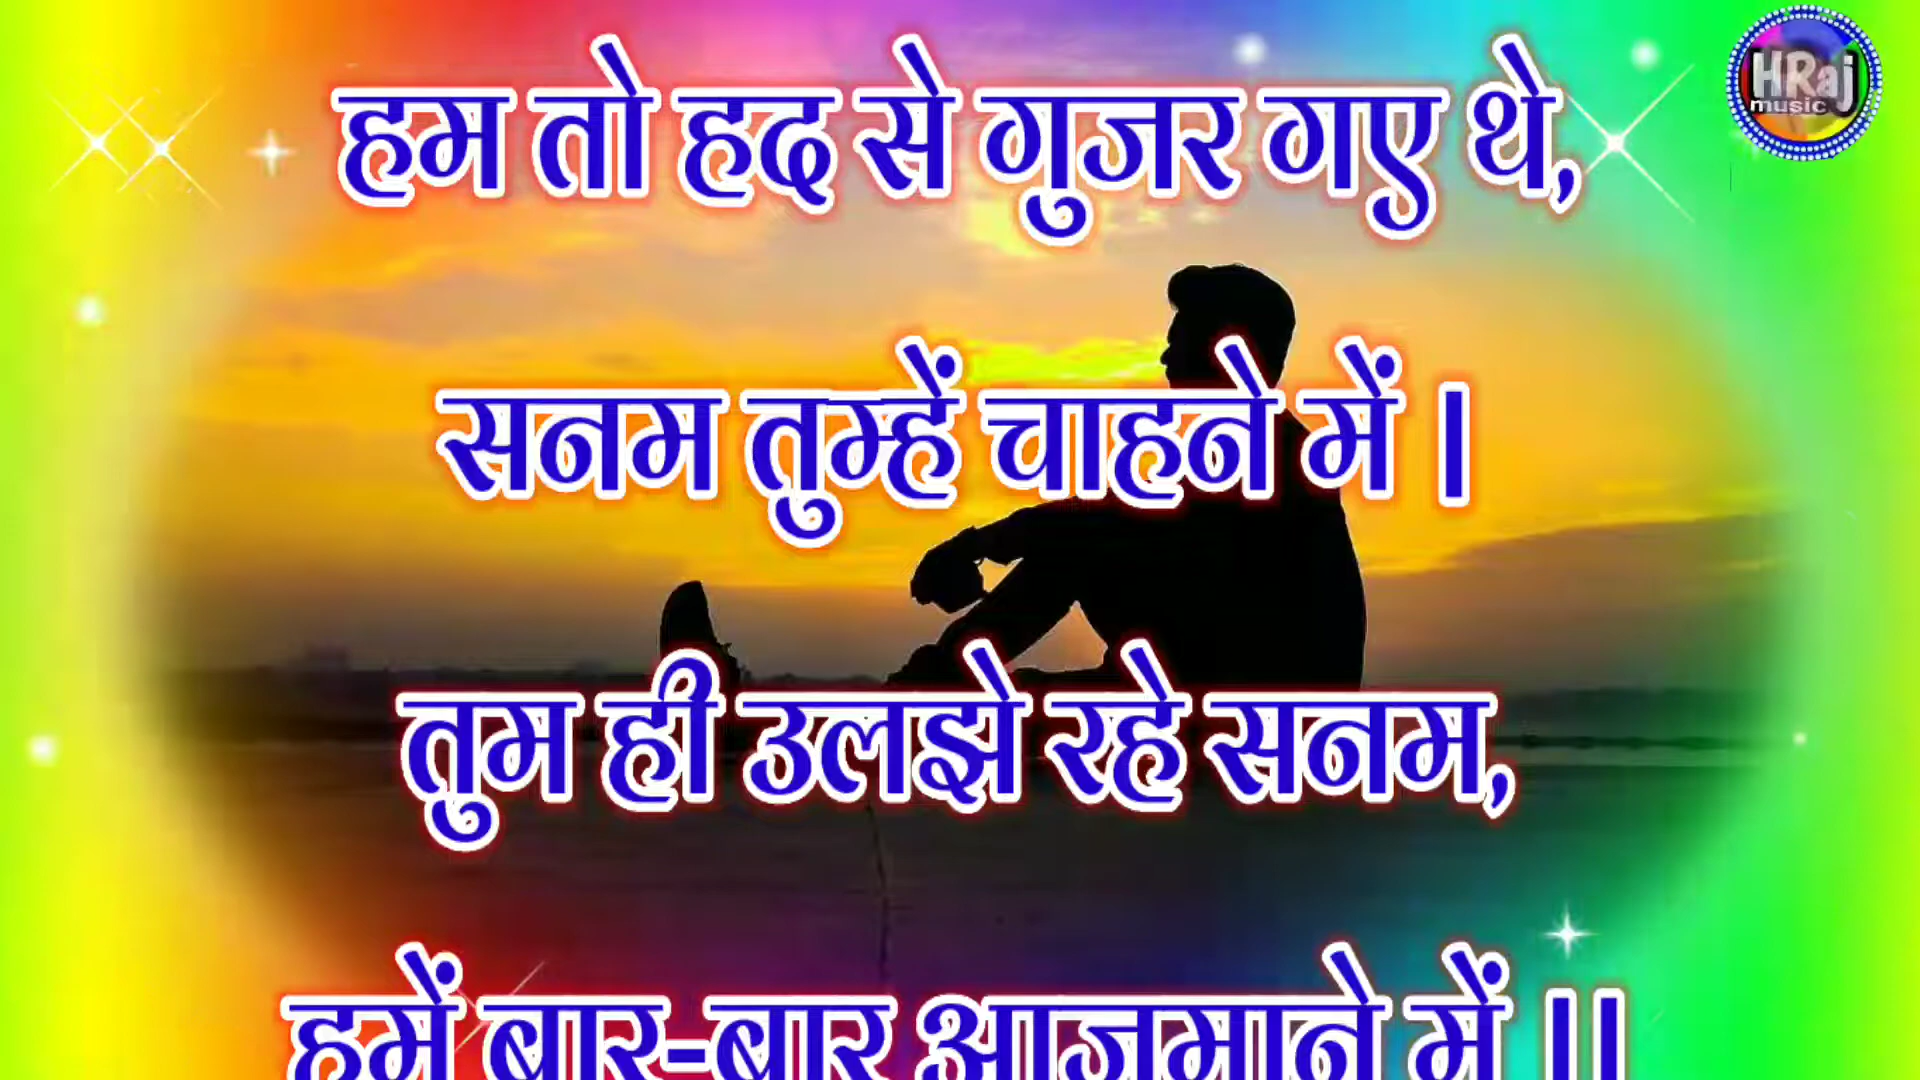 हम तो हद से गुजर गए थे,
सनम तुम्हें चाहने में ।
तुम ही उलझे रहे सनम,
हमें बार-बार आजमाने में ।।
HRaj
music